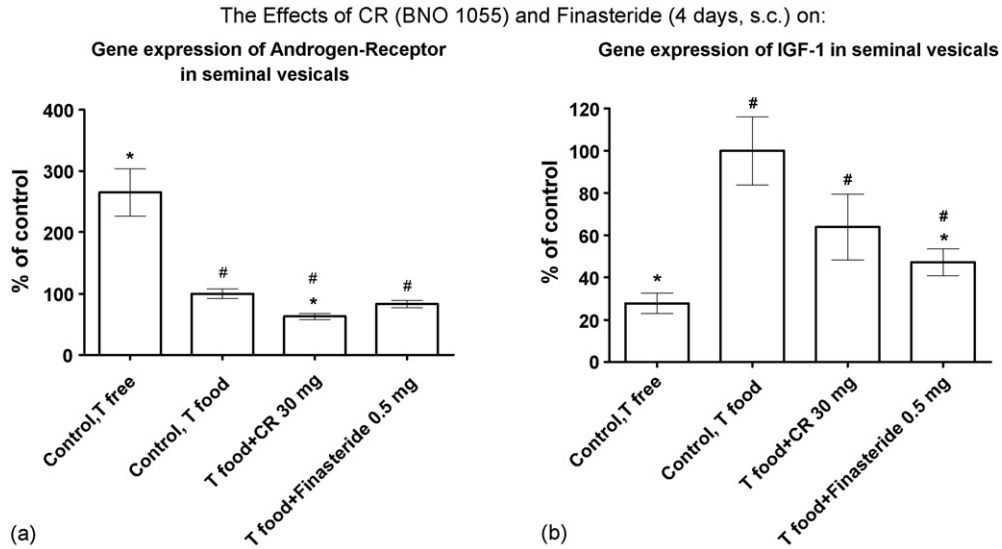 The Effects of CR (BNO 1055) and Finasteride (4 days, s.c.) on:
Gene expression of Androgen-Receptor
in seminal vesicals
% of control
400
300
200
100
0
*
#
#
*
#
Control,T free
Control, T food
T food+CR 30 mg
T food+Finasteride 0.5 mg
(a)
Gene expression of IGF-1 in seminal vesicals
% of control
120
100
80
60
40
20
0
*
#
#
#
*
Control,T free
Control, T food
T food+CR 30 mg
T food+Finasteride 0.5 mg
(b)